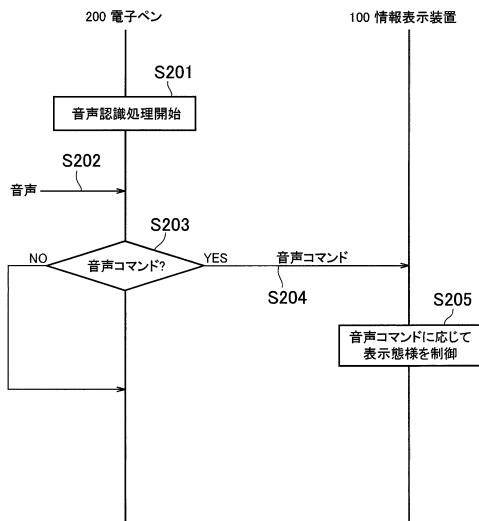 200 電子ペン
100 情報表示装置
S201
音声認識処理開始
S202
音声
S203
NO
音声コマンド?
YES
音声コマンド
S204
S205
音声コマンドに応じて
表示態様を制御